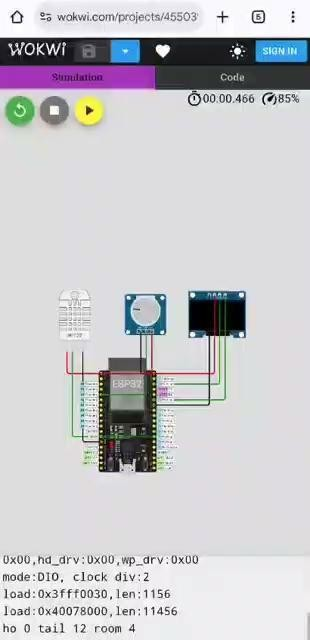 wokwi.com/projects/45503
5
WOKWI
SIGN IN
Simulation
Code
00:00.466
85%
ESP32
0x00,hd_drv:0x00,wp_drv:0x00
mode:DIO, clock div:2
load:0x3fff0030,len:1156
load:0x40078000,len:11456
ho 0 tail 12 room 4